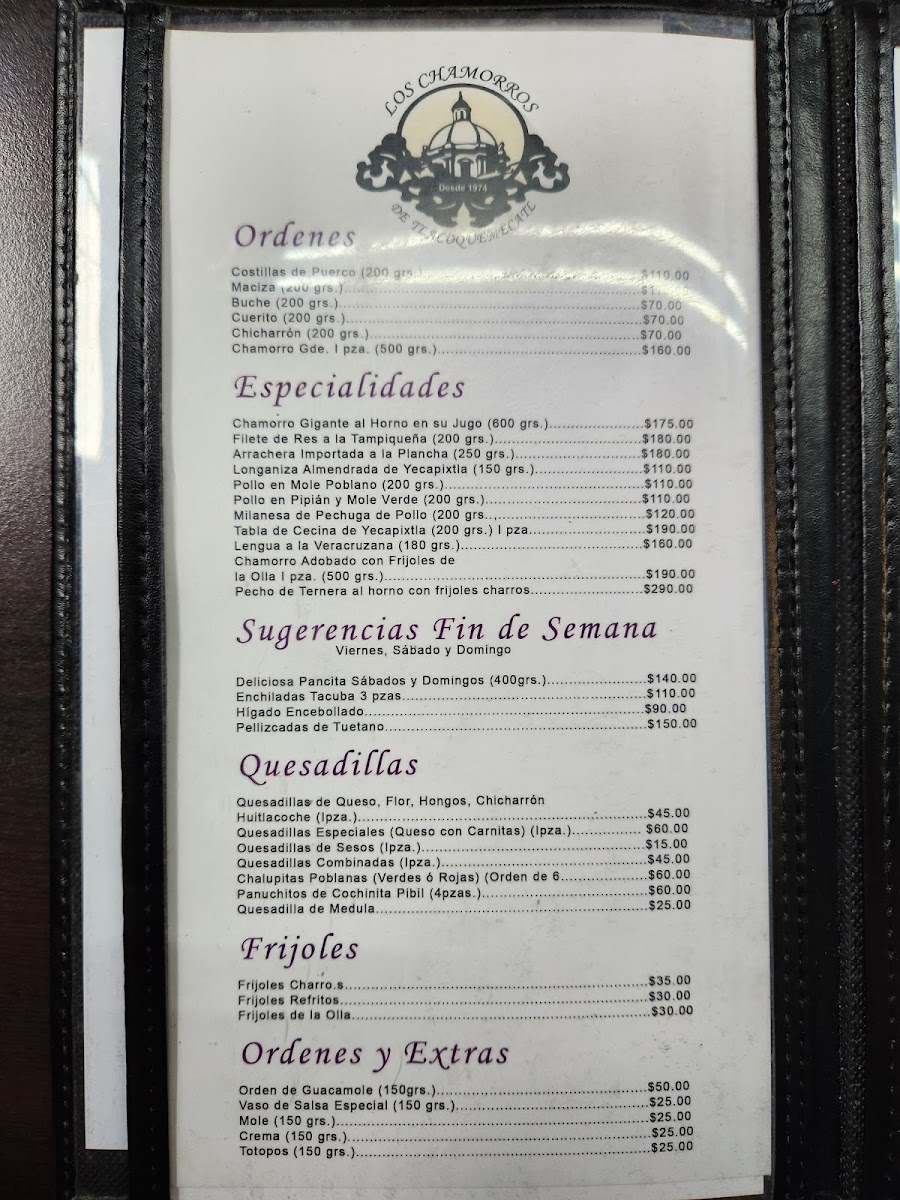 LOS CHAMORROS
Desde 1974
DE TLACOQUEMECATL
Ordenes
Costillas de Puerco (200 grs.)..........$110.00
Maciza (200 grs.)..........
Buche (200 grs.)..........$70.00
Cuerito (200 grs.)..........$70.00
Chicharrón (200 grs.)..........$70.00
Chamorro Gde. I pza. (500 grs.)..........$160.00
Especialidades
Chamorro Gigante al Horno en su Jugo (600 grs.)..........$175.00
Filete de Res a la Tampiqueña (200 grs.)..........$180.00
Arrachera Importada a la Plancha (250 grs.)..........$180.00
Longaniza Almendrada de Yecapixtla (150 grs.)..........$110.00
Pollo en Mole Poblano (200 grs.)..........$110.00
Pollo en Pipián y Mole Verde (200 grs.)..........$110.00
Milanesa de Pechuga de Pollo (200 grs..,..........$120.00
Tabla de Cecina de Yecapixtla (200 grs.) I pza..........$190.00
Lengua a la Veracruzana (180 grs.)..........$160.00
Chamorro Adobado con Frijoles de
la Olla I pza. (500 grs.)..........$190.00
Pecho de Ternera al horno con frijoles charros..........$290.00
Sugerencias Fin de Semana
Viernes, Sábado y Domingo
Deliciosa Pancita Sábados y Domingos (400grs.)..........$140.00
Enchiladas Tacuba 3 pzas..........$110.00
Hígado Encebollado..........$90.00
Pellizcadas de Tuetano..........$150.00
Quesadillas
Quesadillas de Queso, Flor, Hongos, Chicharrón
Huitlacoche (Ipza.)..........$45.00
Quesadillas Especiales (Queso con Carnitas) (Ipza.).......... $60.00
Ouesadillas de Sesos (Ipza.)..........$15.00
Quesadillas Combinadas (Ipza.)..........$45.00
Chalupitas Poblanas (Verdes ó Rojas) (Orden de 6..........$60.00
Panuchitos de Cochinita Pibil (4pzas.)..........$60.00
Quesadilla de Medula..........$25.00
Frijoles
Frijoles Charro s..........$35.00
Frijoles Refritos..........$30.00
Frijoles de la Olla..........$30.00
Ordenes y Extras
Orden de Guacamole (150grs.)..........$50.00
Vaso de Salsa Especial (150 grs.)..........$25.00
Mole (150 grs.)..........$25.00
Crema (150 grs.)..........$25.00
Totopos (150 grs.)..........$25.00